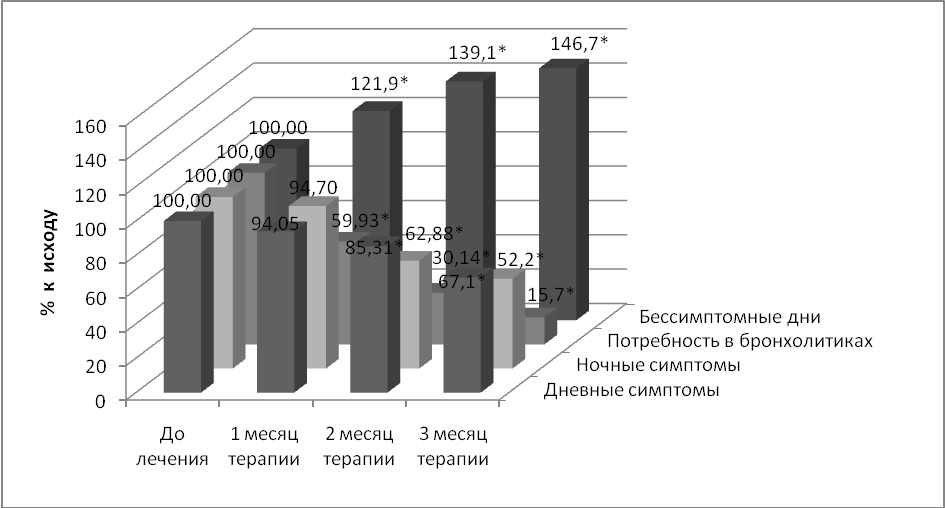 % к исходу
160
140
120
100
80
60
40
20
0
100,00
100,00
100,00
100,00
94,05
94,70
59,93*
121,9*
85,31*
62,88*
30,14*
139,1*
67,1*
52,2*
15,7*
146,7*
До
лечения
1 месяц
терапии
2 месяц
терапии
3 месяц
терапии
Бессимптомные дни
Потребность в бронхолитиках
Ночные симптомы
Дневные симптомы